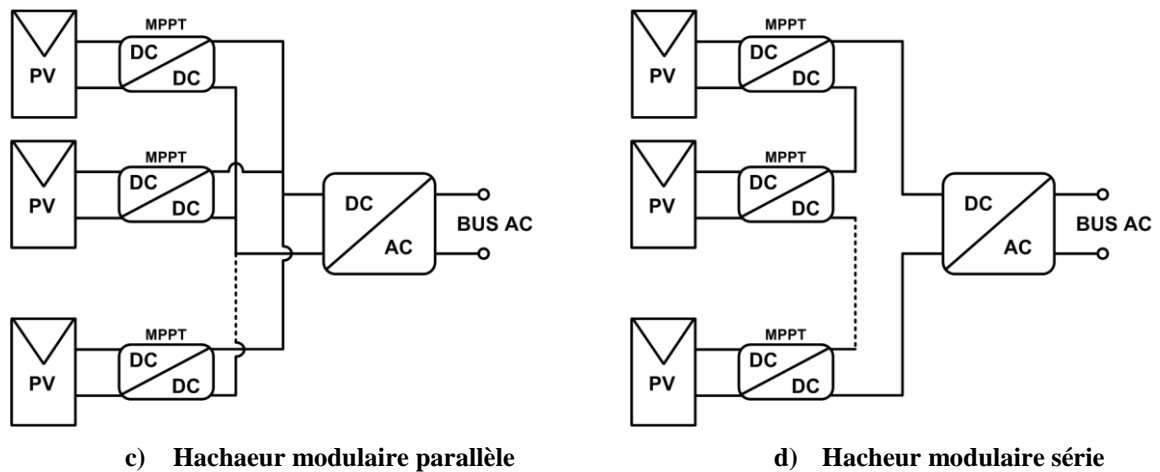 MPPT
DC
DC
PV
MPPT
DC
DC
PV
DC
AC
BUS AC
MPPT
DC
DC
PV
c) Hachaeur modulaire parallèle
MPPT
DC
DC
PV
MPPT
DC
DC
PV
DC
AC
BUS AC
MPPT
DC
DC
PV
d) Hacheur modulaire série